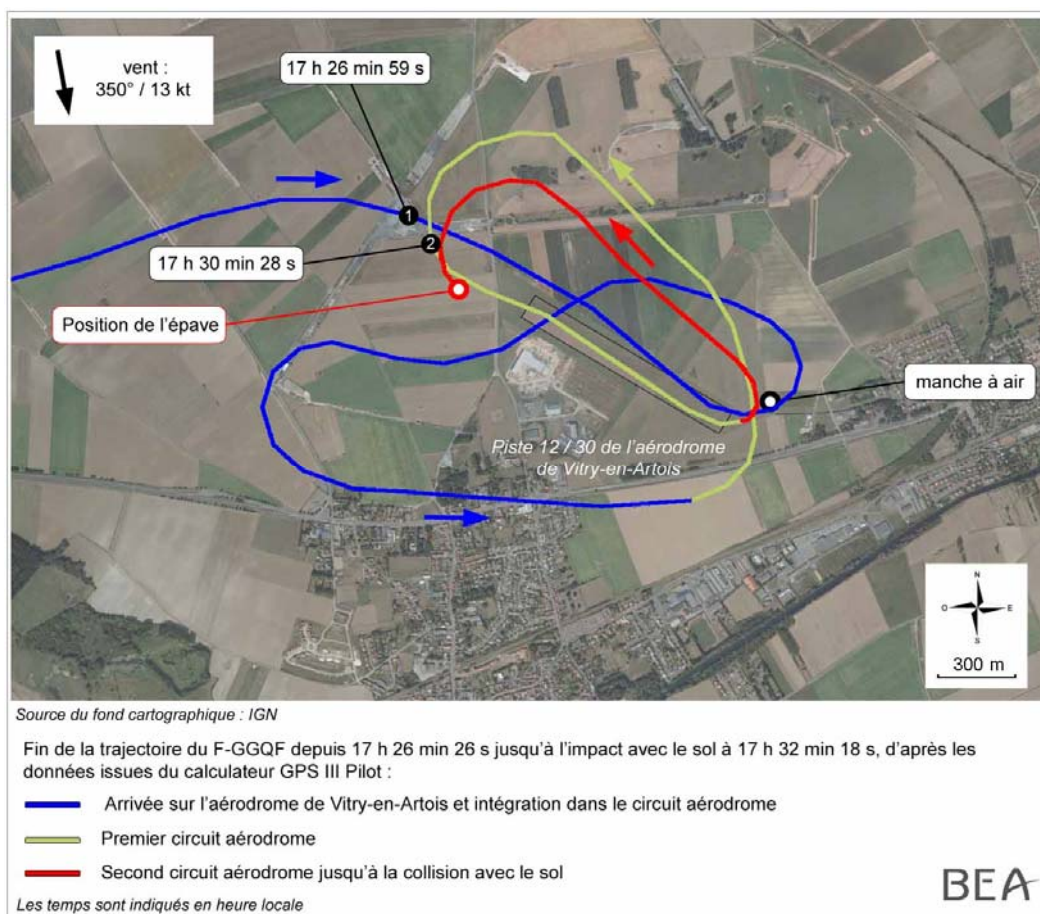 vent :
350° / 13 kt
17 h 26 min 59 s
1
2
17 h 30 min 28 s
Position de l'épave
manche à air
Piste 12 / 30 de l'aérodrome
de Vitry-en-Artois
N
O
E
S
300 m
Source du fond cartographique : IGN
Fin de la trajectoire du F-GGQF depuis 17 h 26 min 26 s jusqu'à l'impact avec le sol à 17 h 32 min 18 s, d'après les
données issues du calculateur GPS III Pilot :
Arrivée sur l'aérodrome de Vitry-en-Artois et intégration dans le circuit aérodrome
Premier circuit aérodrome
Second circuit aérodrome jusqu'à la collision avec le sol
Les temps sont indiqués en heure locale
BEA